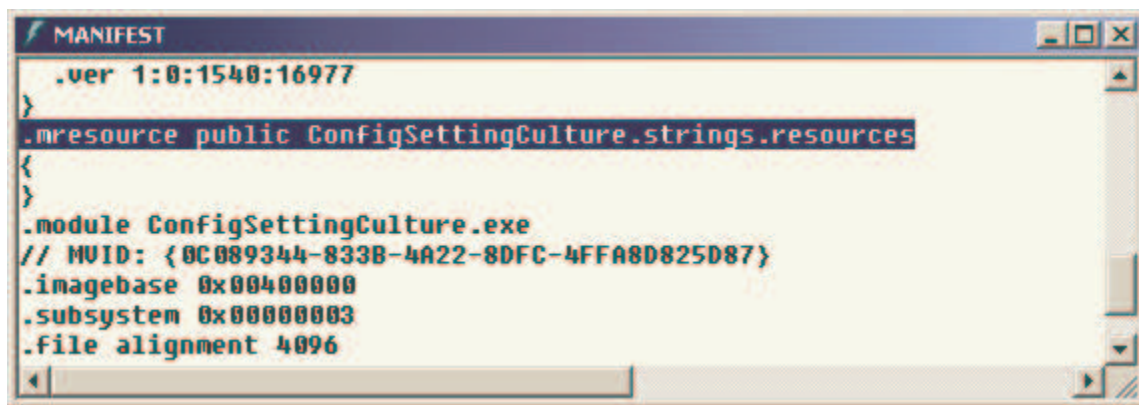 MANIFEST
.ver 1:0:1540:16977
}
.mresource public ConfigSettingCulture.strings.resources
{
}
.module ConfigSettingCulture.exe
// MVID: {0C089344-833B-4A22-8DFC-4FFA8D825D87}
.imagebase 0x00400000
.subsystem 0x00000003
.file alignment 4096